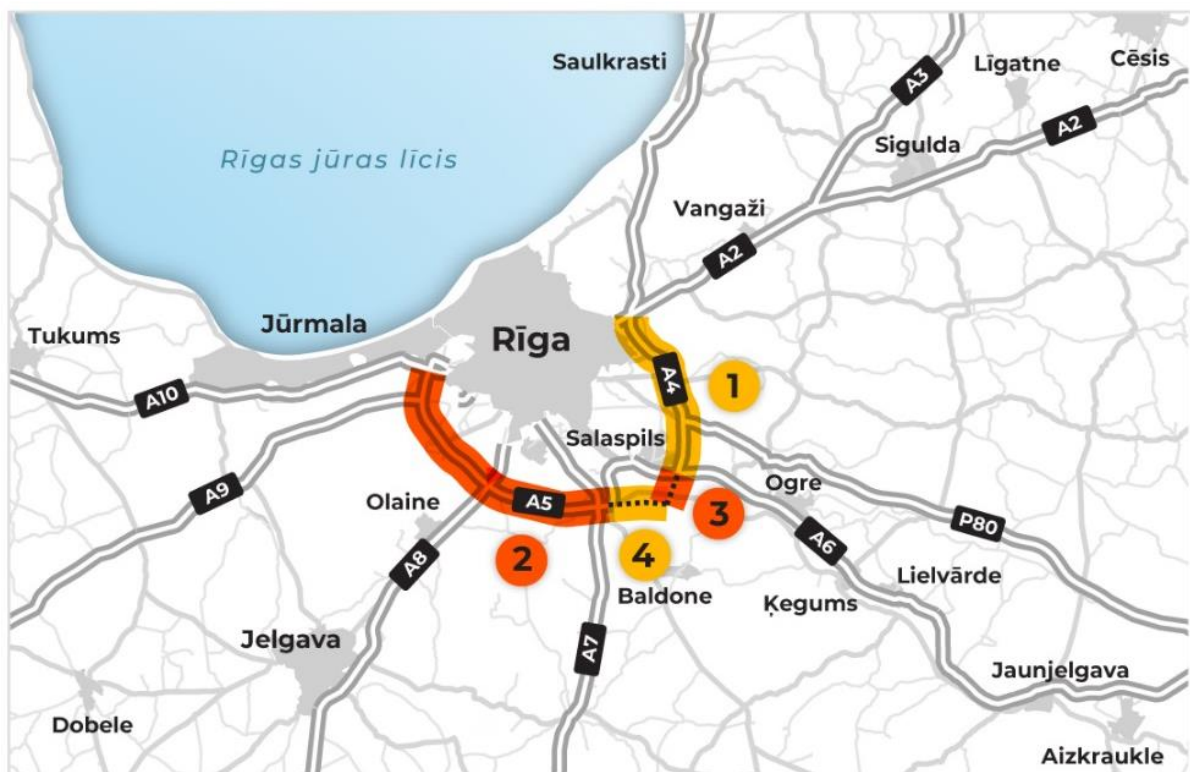 Saulkrasti
Līgatne
Cēsis
A3
A2
Sigulda
Rīgas jūras līcis
Vangaži
A2
Jūrmala
Tukums
Rīga
A10
A4
1
Salaspils
A9
Olaine
A5
Ogre
3
P80
2
4
A6
A8
Baldone
Lielvārde
Ķegums
Jelgava
A7
Jaunjelgava
Dobele
Aizkraukle